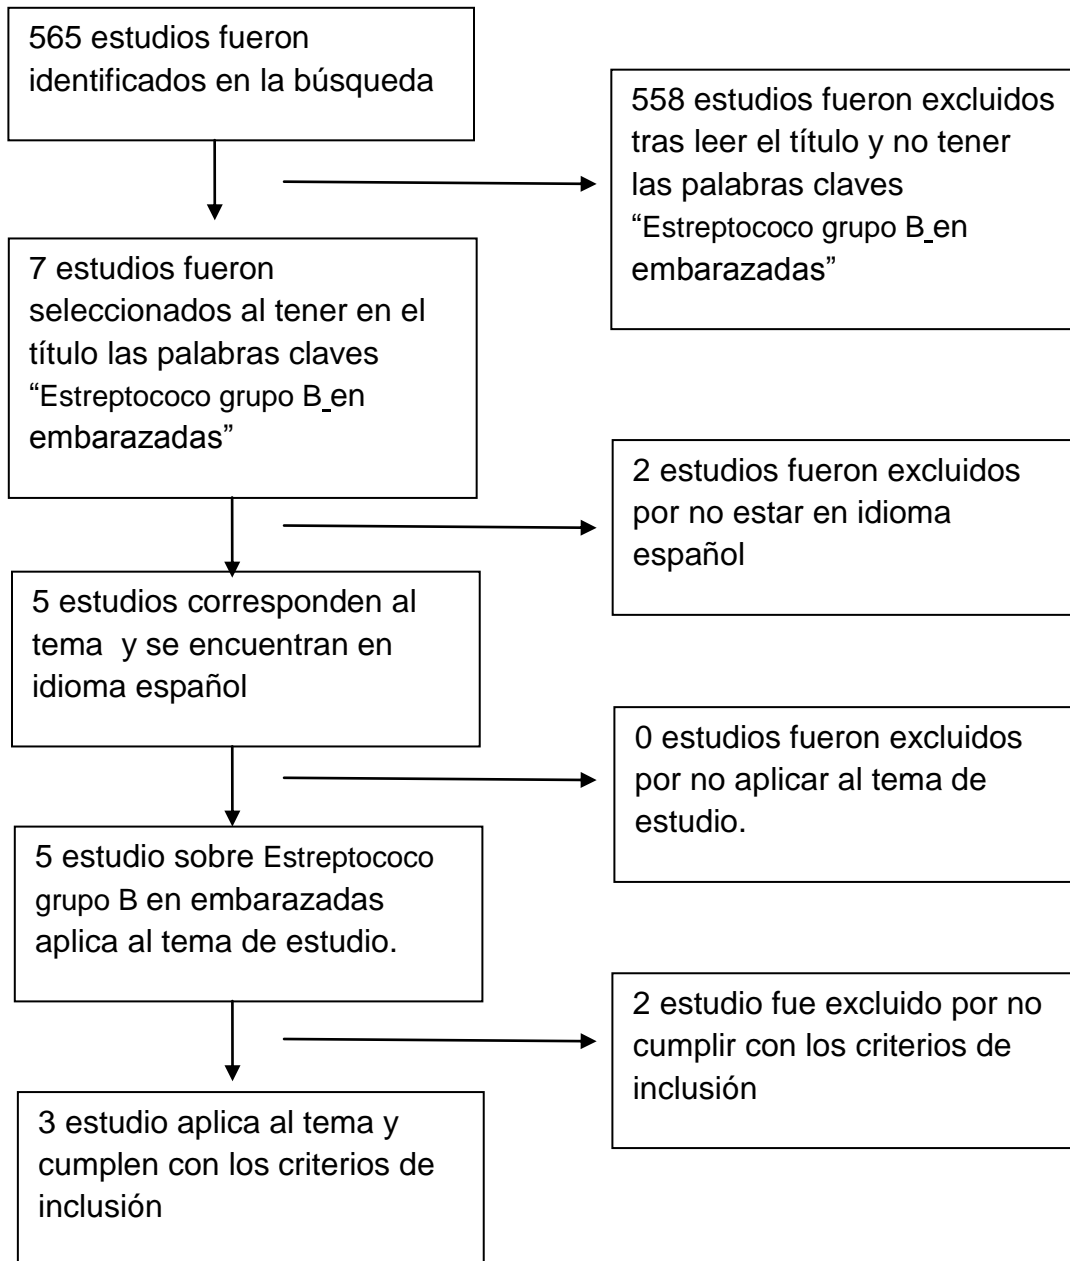 565 estudios fueron
identificados en la búsqueda
558 estudios fueron excluidos
tras leer el título y no tener
las palabras claves
“Estreptococo grupo B en
embarazadas”
7 estudios fueron
seleccionados al tener en el
título las palabras claves
“Estreptococo grupo B en
embarazadas”
2 estudios fueron excluidos
por no estar en idioma
español
5 estudios corresponden al
tema y se encuentran en
idioma español
0 estudios fueron excluidos
por no aplicar al tema de
estudio.
5 estudio sobre Estreptococo
grupo B en embarazadas
aplica al tema de estudio.
2 estudio fue excluido por no
cumplir con los criterios de
inclusión
3 estudio aplica al tema y
cumplen con los criterios de
inclusión